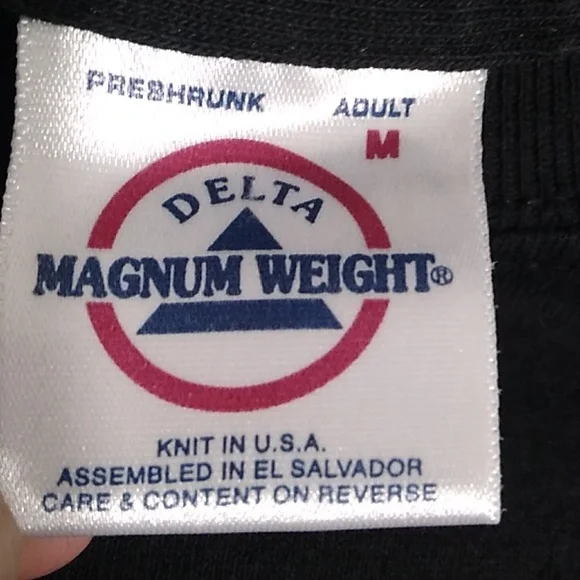 PRESHRUNK ADULT
M
DELTA
MAGNUM WEIGHT®
KNIT IN U.S.A.
ASSEMBLED IN EL SALVADOR
CARE & CONTENT ON REVERSE